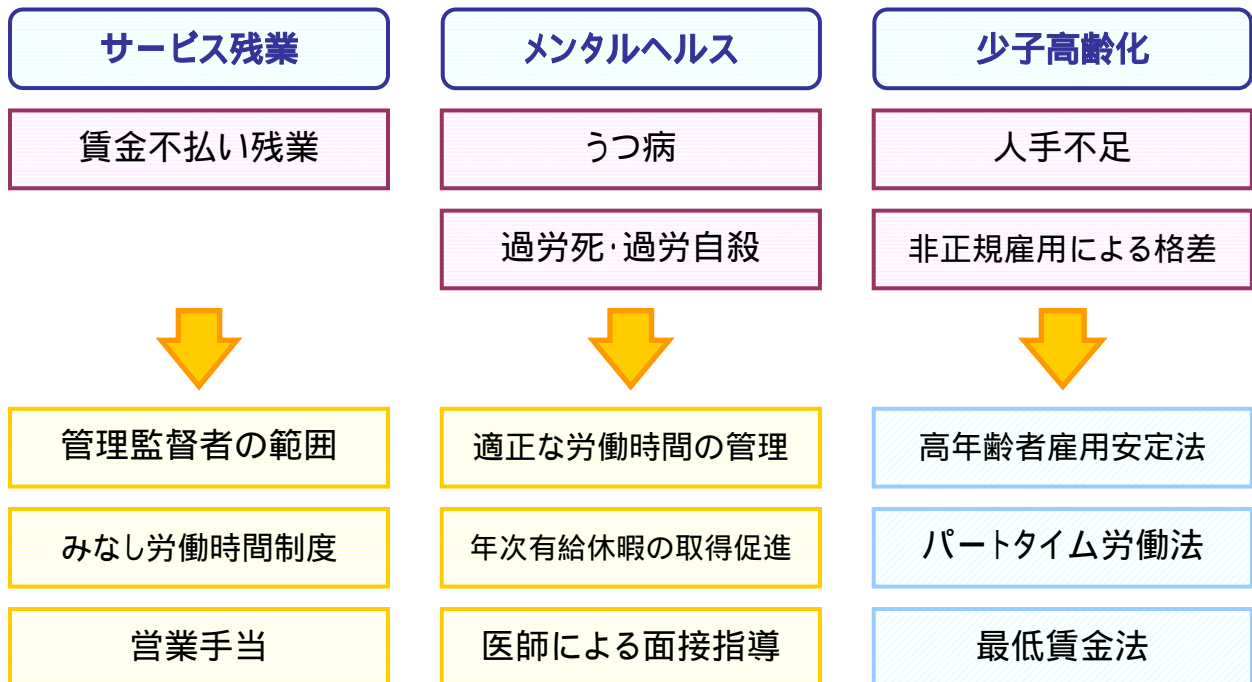 サービス残業
メンタルヘルス
少子高齢化
賃金不払い残業
うつ病
人手不足
過労死・過労自殺
非正規雇用による格差
管理監督者の範囲
適正な労働時間の管理
高年齢者雇用安定法
みなし労働時間制度
年次有給休暇の取得促進
パートタイム労働法
営業手当
医師による面接指導
最低賃金法